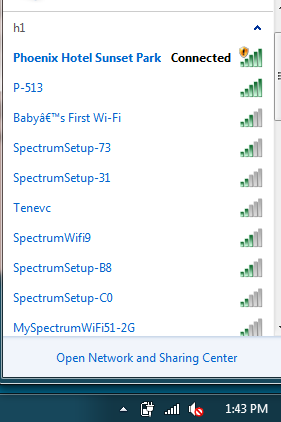 h1
Phoenix Hotel Sunset Park Connected
P-513
Babyâ€™s First Wi-Fi
SpectrumSetup-73
SpectrumSetup-31
Tenevc
SpectrumWifi9
SpectrumSetup-B8
SpectrumSetup-C0
MySpectrumWiFi51-2G
Open Network and Sharing Center
1:43 PM